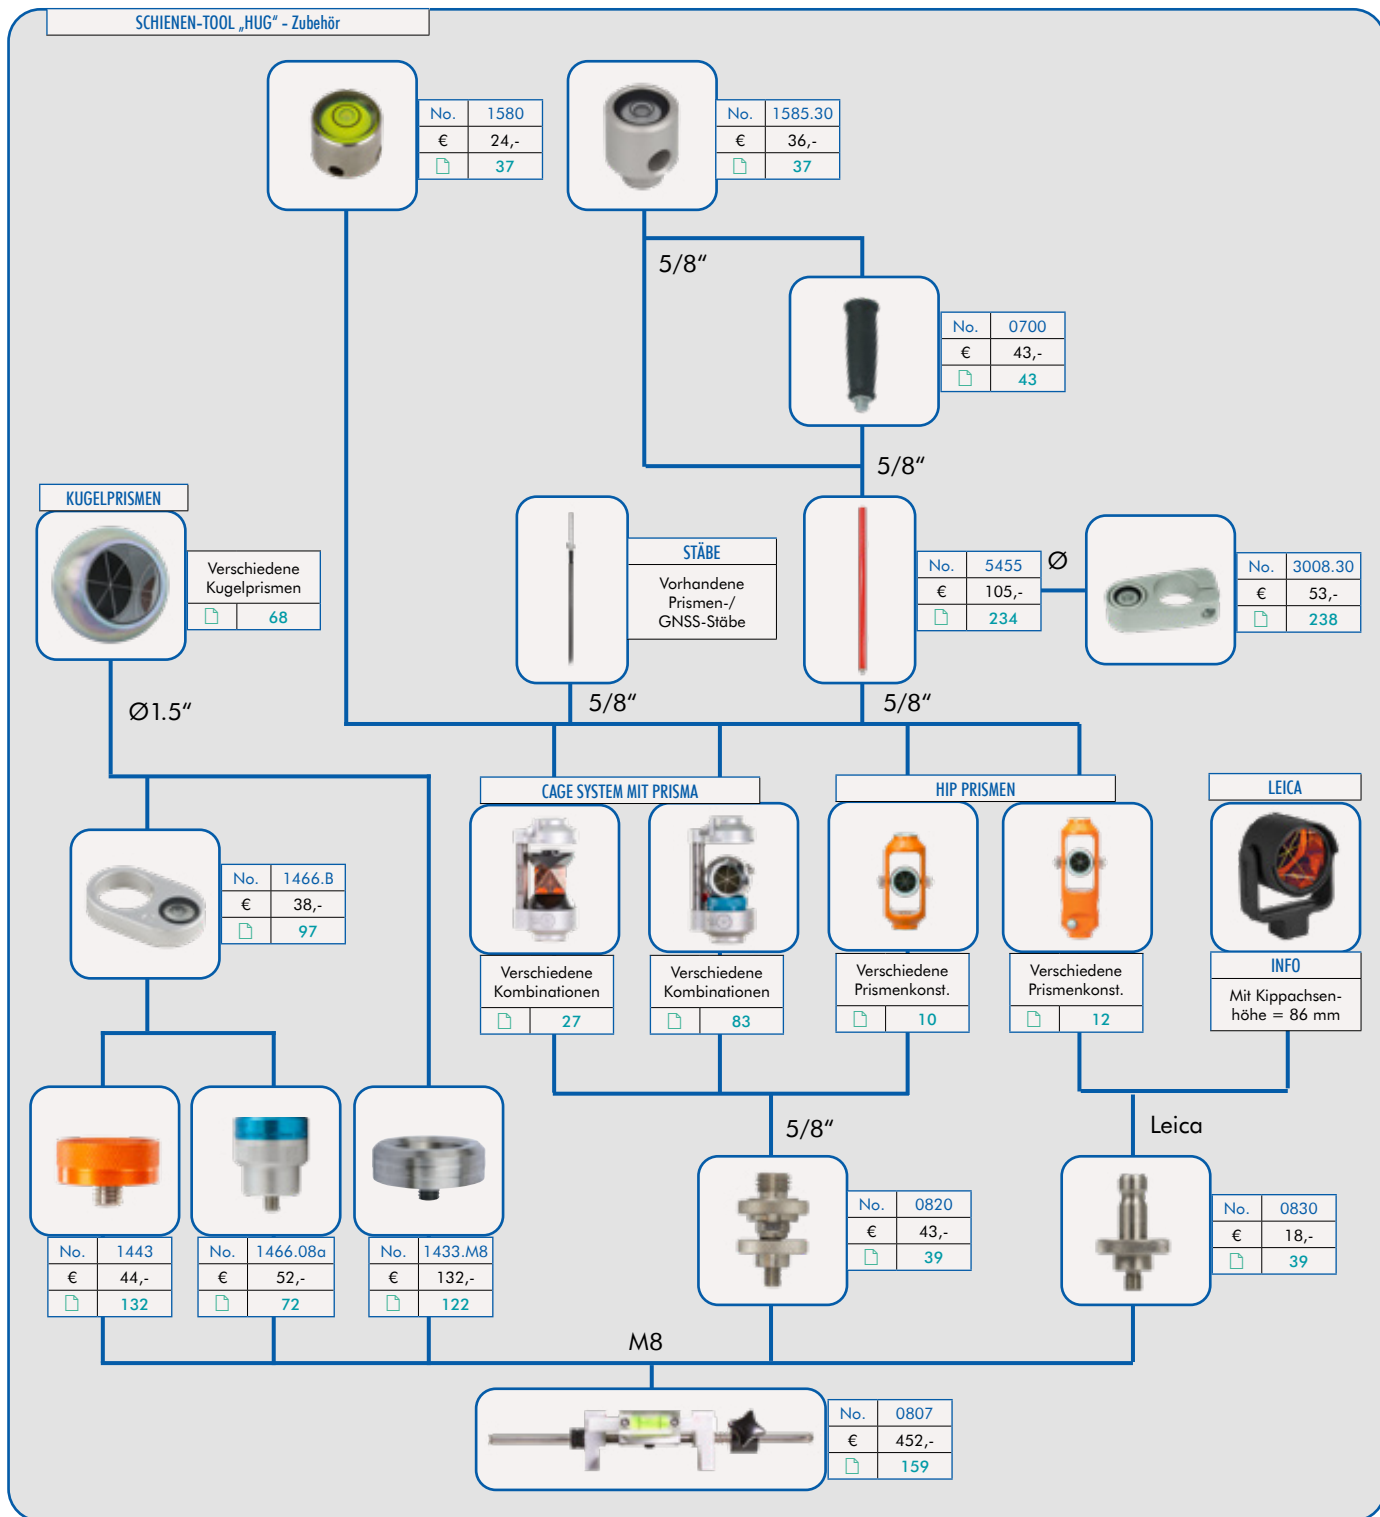 SCHIENEN-TOOL „HUG“ - Zubehör
No. 1580
€ 24,-
37
No. 1585.30
€ 36,-
37
5/8“
No. 0700
€ 43,-
43
5/8“
KUGELPRISMEN
Verschiedene
Kugelprismen
68
STÄBE
Vorhandene
Prismen-/
GNSS-Stäbe
No. 5455
€ 105,-
234
Ø
No. 3008.30
€ 53,-
238
Ø1.5“
5/8“
5/8“
CAGE SYSTEM MIT PRISMA
HIP PRISMEN
LEICA
No. 1466.B
€ 38,-
97
Verschiedene
Kombinationen
27
Verschiedene
Kombinationen
83
Verschiedene
Prismenkonst.
10
Verschiedene
Prismenkonst.
12
INFO
Mit Kippachsen-
höhe = 86 mm
5/8“
Leica
No. 1443
€ 44,-
132
No. 1466.08a
€ 52,-
72
No. 1433.M8
€ 132,-
122
No. 0820
€ 43,-
39
No. 0830
€ 18,-
39
M8
No. 0807
€ 452,-
159